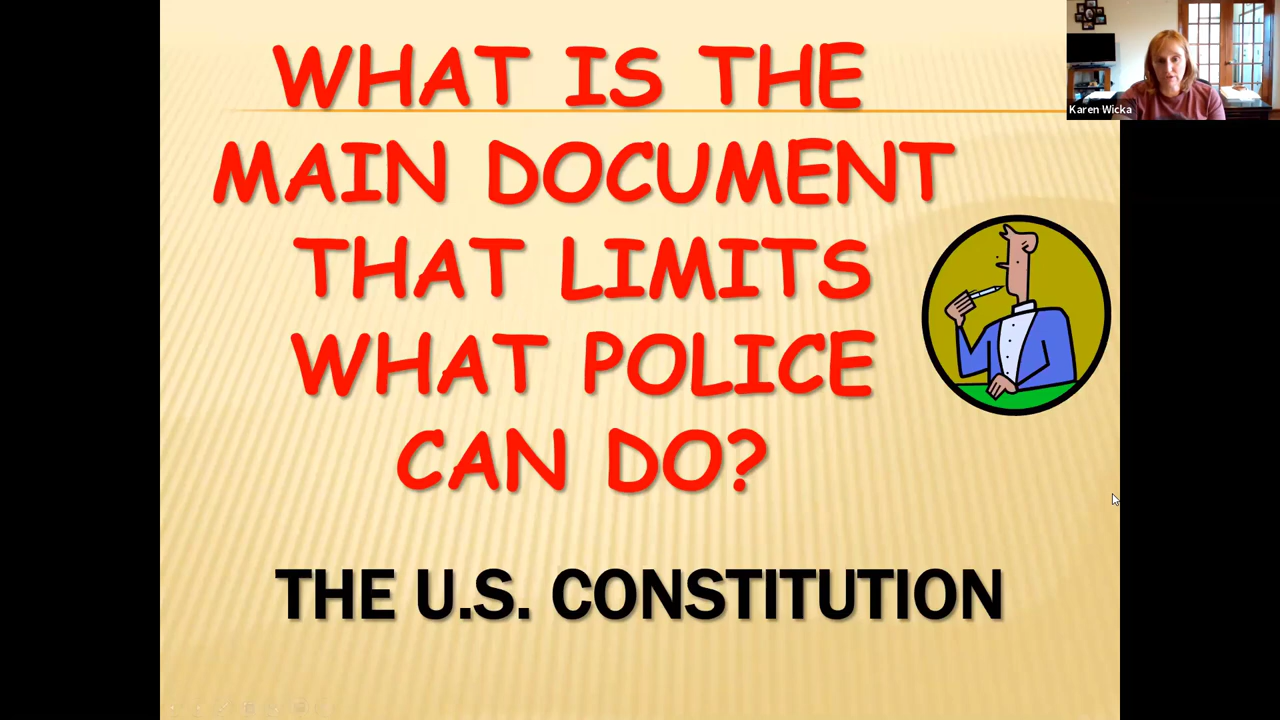 WHAT IS THE
MAIN DOCUMENT
THAT LIMITS
WHAT POLICE
CAN DO?
THE U.S. CONSTITUTION
Karen Wicka